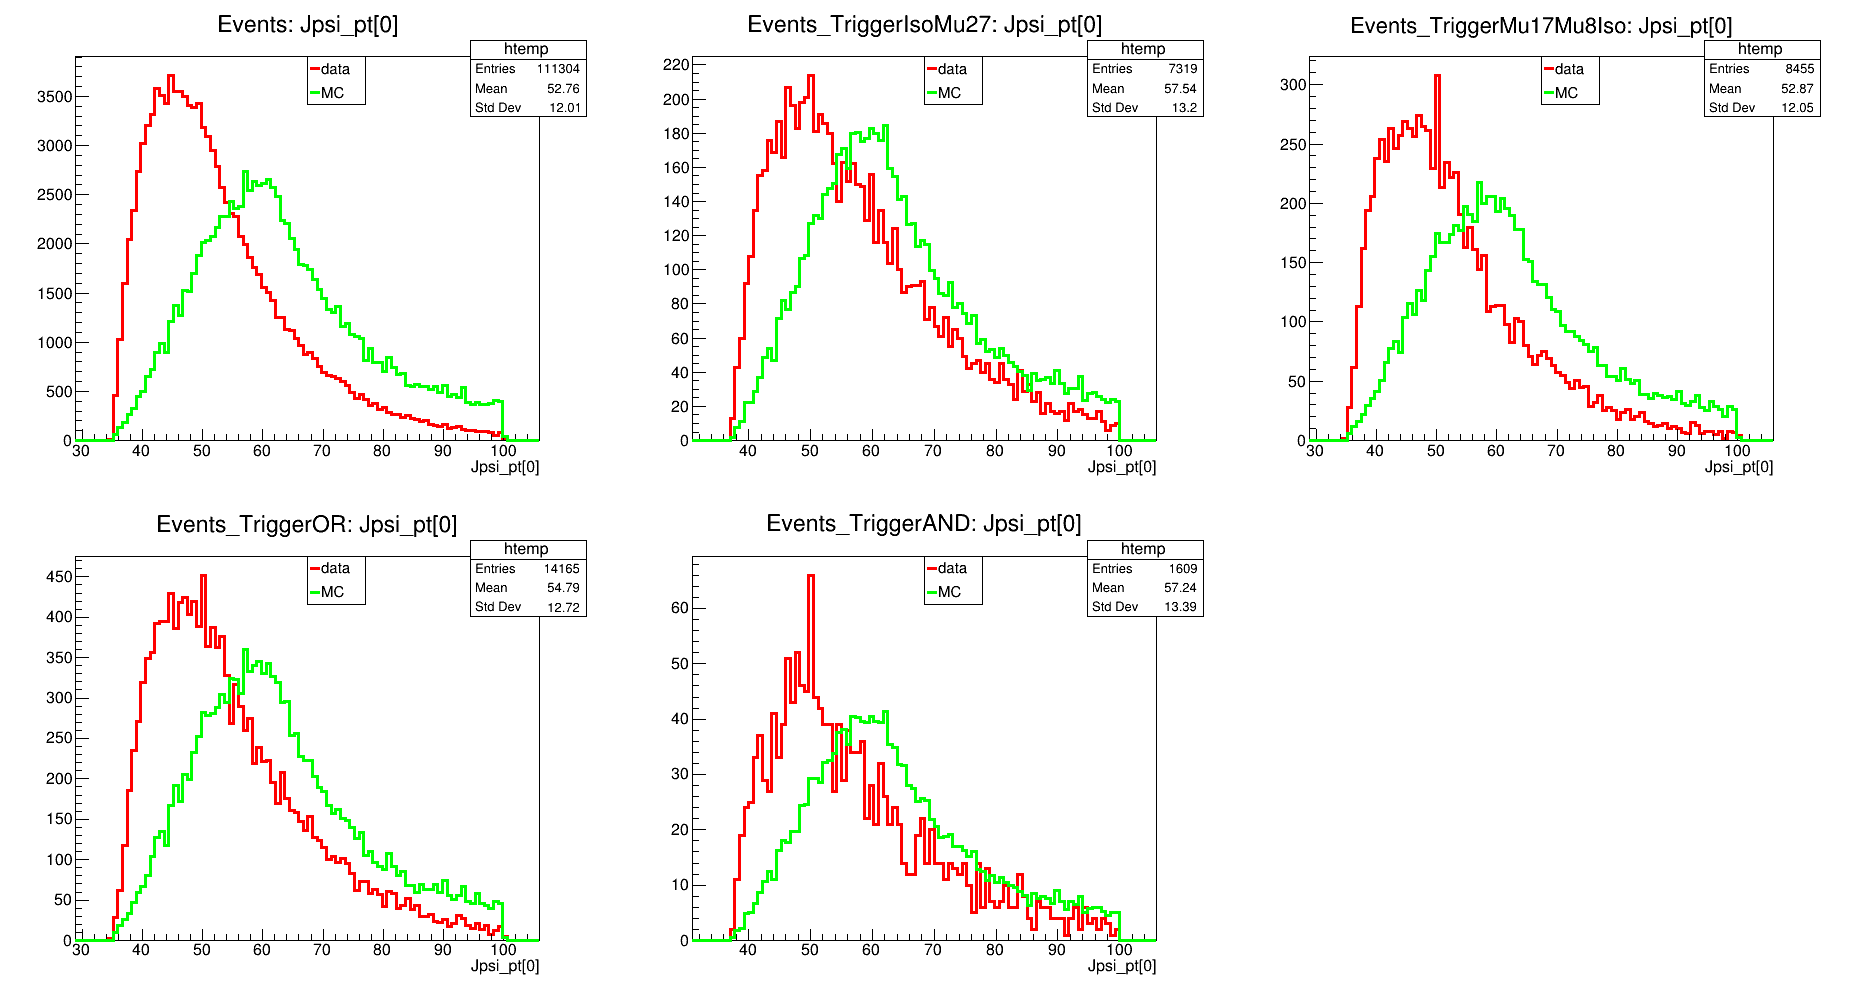 Events: Jpsi_pt[0]
htemp
Entries 111304
Mean 52.76
Std Dev 12.01
data
MC
3500
3000
2500
2000
1500
1000
500
0
30 40 50 60 70 80 90 100
Jpsi_pt[0]
Events_TriggerIsoMu27: Jpsi_pt[0]
htemp
Entries 7319
Mean 57.54
Std Dev 13.2
data
MC
220
200
180
160
140
120
100
80
60
40
20
0
40 50 60 70 80 90 100
Jpsi_pt[0]
Events_TriggerMu17Mu8Iso: Jpsi_pt[0]
htemp
Entries 8455
Mean 52.87
Std Dev 12.05
data
MC
300
250
200
150
100
50
0
30 40 50 60 70 80 90 100
Jpsi_pt[0]
Events_TriggerOR: Jpsi_pt[0]
htemp
Entries 14165
Mean 54.79
Std Dev 12.72
data
MC
450
400
350
300
250
200
150
100
50
0
30 40 50 60 70 80 90 100
Jpsi_pt[0]
Events_TriggerAND: Jpsi_pt[0]
htemp
Entries 1609
Mean 57.24
Std Dev 13.39
data
MC
60
50
40
30
20
10
0
40 50 60 70 80 90 100
Jpsi_pt[0]